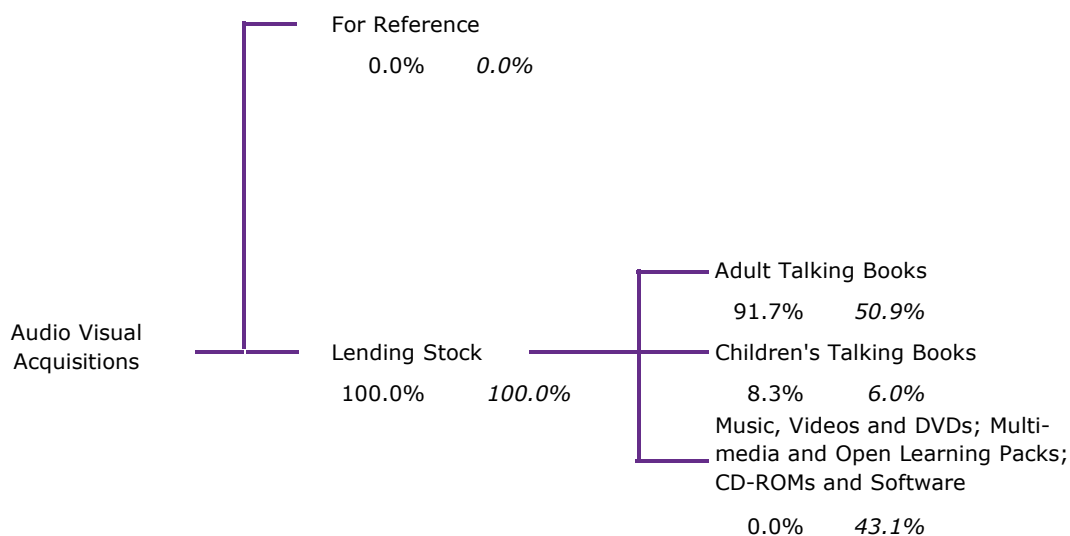 For Reference
0.0% 0.0%
Audio Visual
Acquisitions
Lending Stock
100.0% 100.0%
Adult Talking Books
91.7% 50.9%
Children's Talking Books
8.3% 6.0%
Music, Videos and DVDs; Multi-
media and Open Learning Packs;
CD-ROMs and Software
0.0% 43.1%